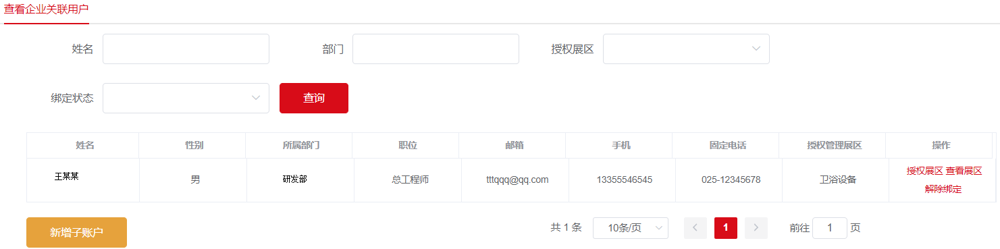 查看企业关联用户
姓名 部门 授权展区
绑定状态 查询
姓名 性别 所属部门 职位 邮箱 手机 固定电话 授权管理展区 操作
王某某 男 研发部 总工程师 tttqqq@qq.com 13355546545 025-12345678 卫浴设备 授权展区 查看展区
解除绑定
新增子账户 共 1 条 10条/页 1 前往 1 页